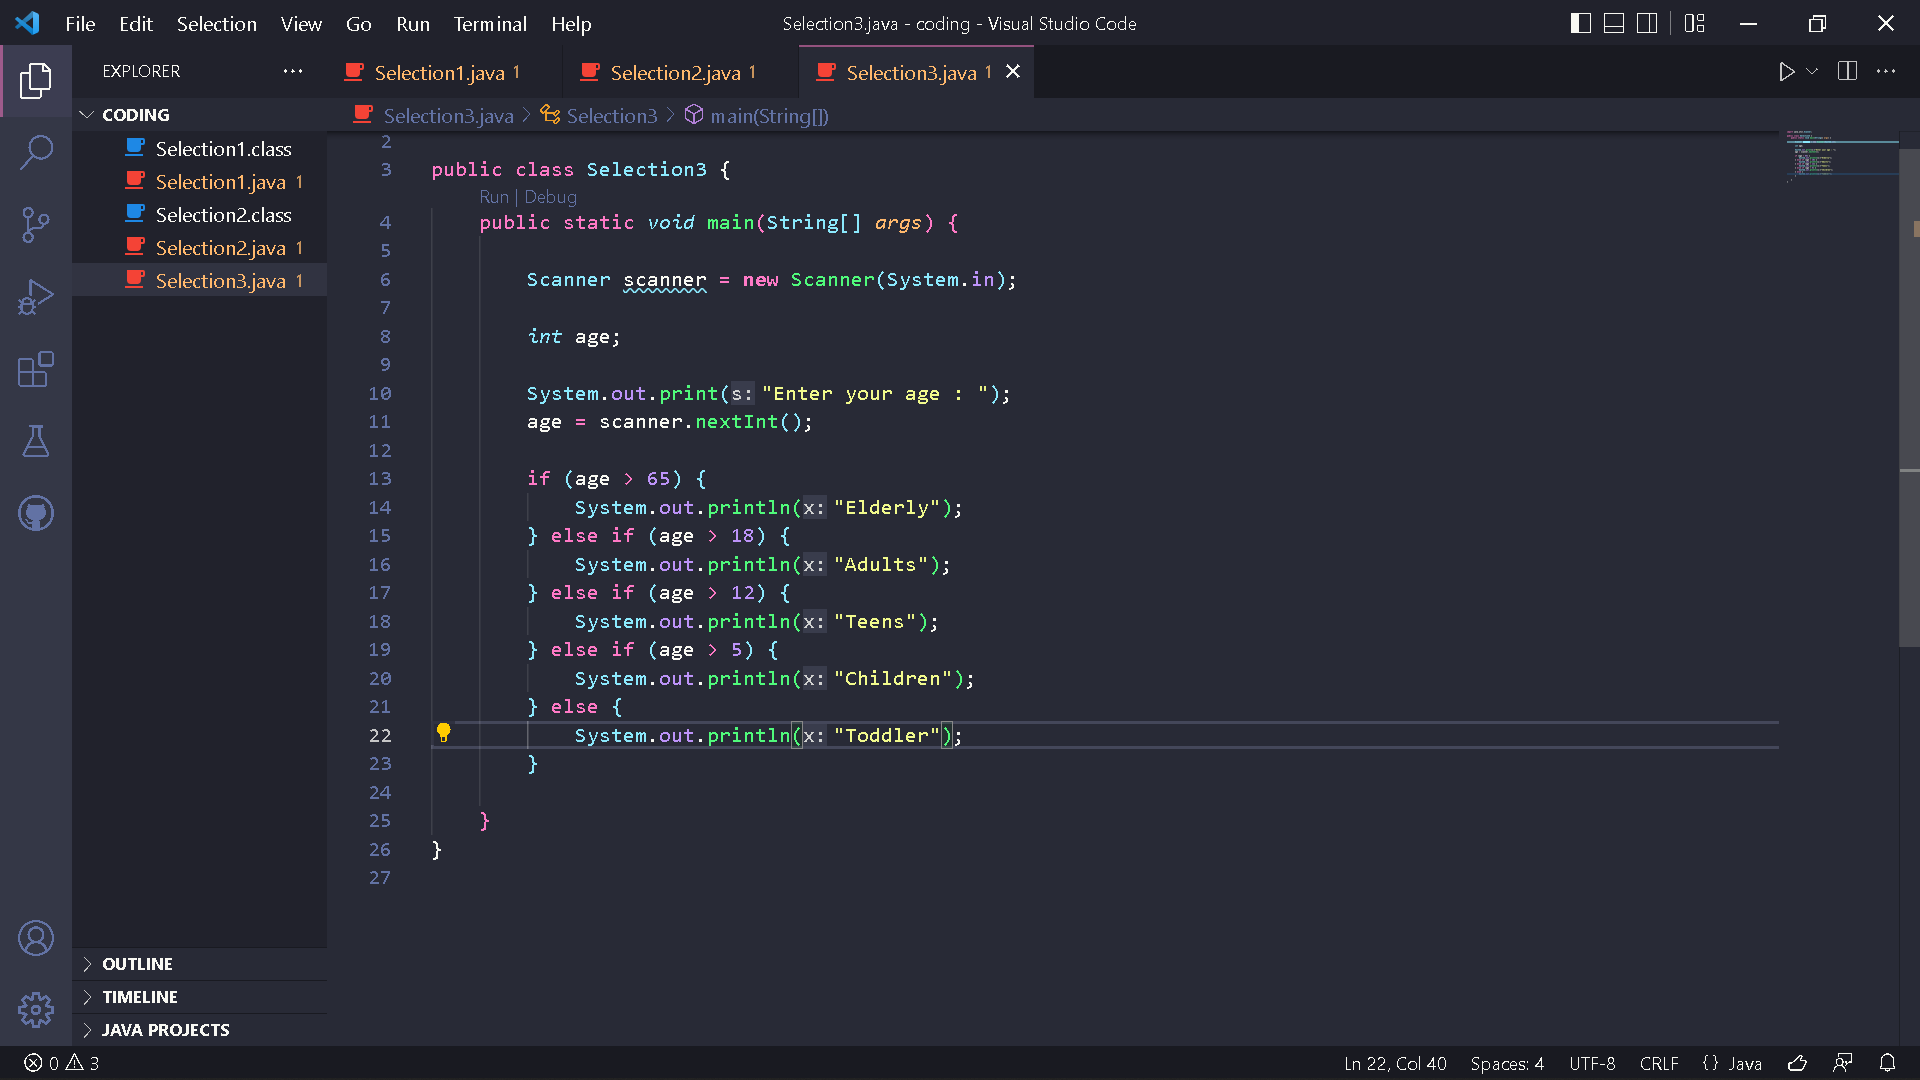 File Edit Selection View Go Run Terminal Help
Selection3.java - coding - Visual Studio Code
EXPLORER
Selection1.java 1
Selection2.java 1
Selection3.java 1
CODING
Selection1.class
Selection1.java 1
Selection2.class
Selection2.java 1
Selection3.java 1
OUTLINE
TIMELINE
JAVA PROJECTS
Selection3.java > Selection3 > main(String[])
2
3 public class Selection3 {
Run | Debug
4 public static void main(String[] args) {
5
6 Scanner scanner = new Scanner(System.in);
7
8 int age;
9
10 System.out.print(s: "Enter your age : ");
11 age = scanner.nextInt();
12
13 if (age > 65) {
14 System.out.println(x: "Elderly");
15 } else if (age > 18) {
16 System.out.println(x: "Adults");
17 } else if (age > 12) {
18 System.out.println(x: "Teens");
19 } else if (age > 5) {
20 System.out.println(x: "Children");
21 } else {
22 System.out.println(x: "Toddler");
23 }
24
25 }
26 }
27
0 3
Ln 22, Col 40 Spaces: 4 UTF-8 CRLF {} Java